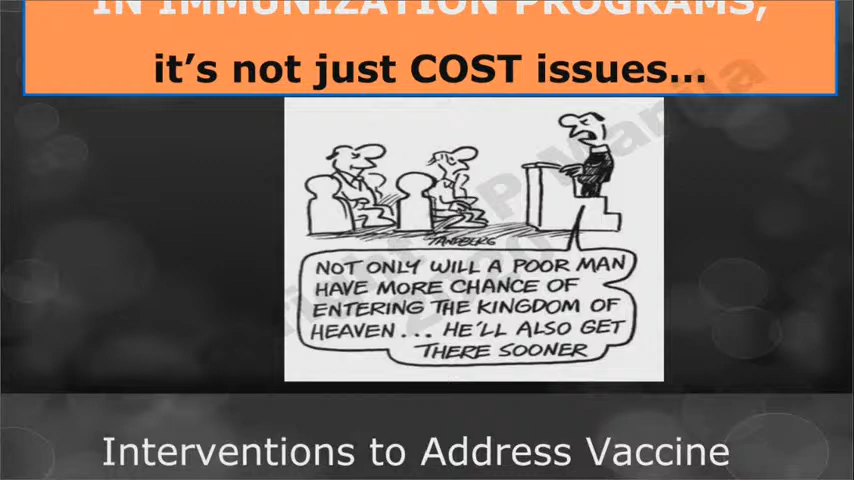 IN IMMUNIZATION PROGRAMS,
it's not just COST issues...
TANDBERG
NOT ONLY WILL A POOR MAN
HAVE MORE CHANCE OF
ENTERING THE KINGDOM OF
HEAVEN... HE'LL ALSO GET
THERE SOONER
Interventions to Address Vaccine